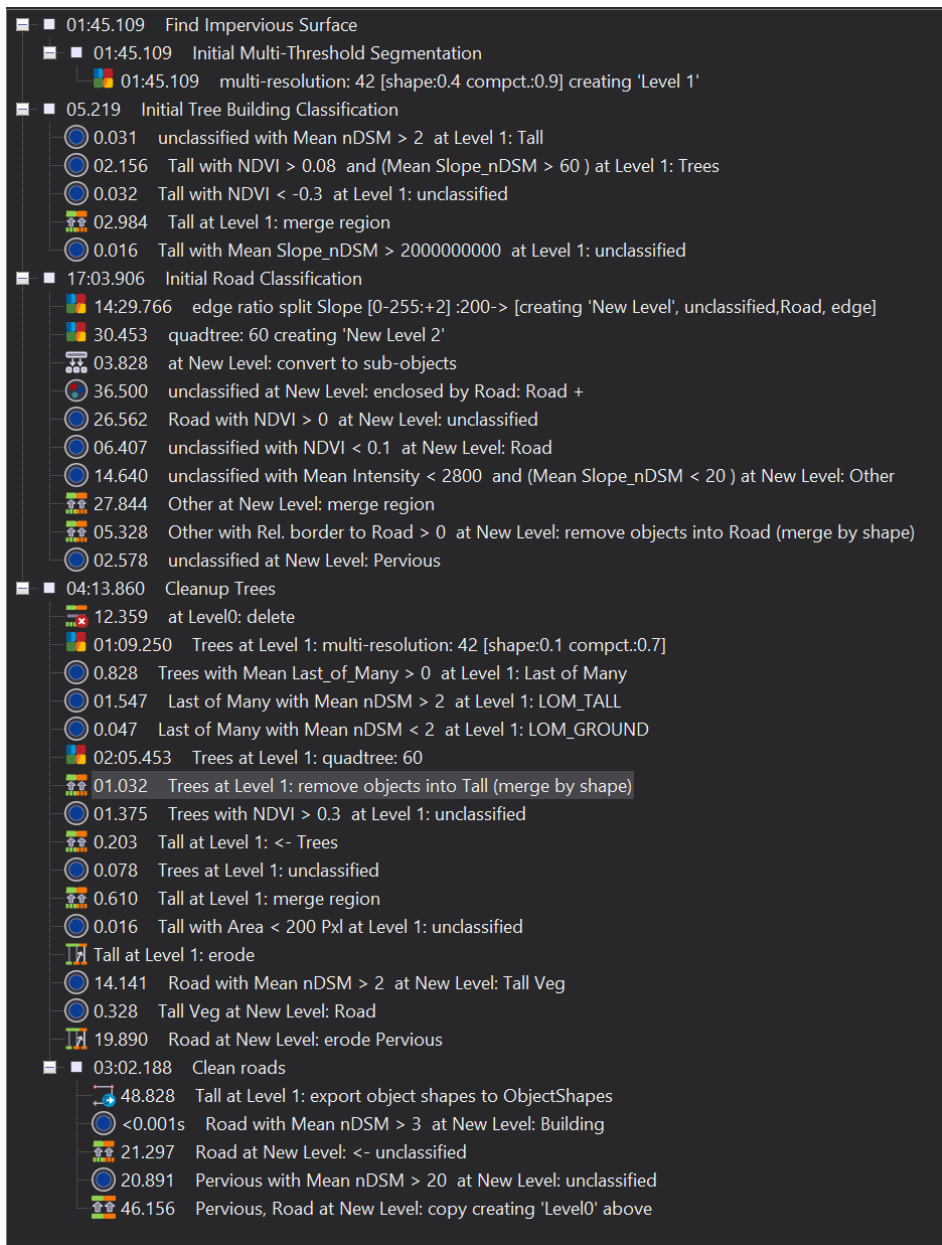 01:45.109 Find Impervious Surface
01:45.109 Initial Multi-Threshold Segmentation
01:45.109 multi-resolution: 42 [shape:0.4 compct.:0.9] creating 'Level 1'
05.219 Initial Tree Building Classification
0.031 unclassified with Mean nDSM > 2 at Level 1: Tall
02.156 Tall with NDVI > 0.08 and (Mean Slope_nDSM > 60 ) at Level 1: Trees
0.032 Tall with NDVI < -0.3 at Level 1: unclassified
02.984 Tall at Level 1: merge region
0.016 Tall with Mean Slope_nDSM > 2000000000 at Level 1: unclassified
17:03.906 Initial Road Classification
14:29.766 edge ratio split Slope [0-255:+2] :200-> [creating 'New Level', unclassified,Road, edge]
30.453 quadtree: 60 creating 'New Level 2'
03.828 at New Level: convert to sub-objects
36.500 unclassified at New Level: enclosed by Road: Road +
26.562 Road with NDVI > 0 at New Level: unclassified
06.407 unclassified with NDVI < 0.1 at New Level: Road
14.640 unclassified with Mean Intensity < 2800 and (Mean Slope_nDSM < 20 ) at New Level: Other
27.844 Other at New Level: merge region
05.328 Other with Rel. border to Road > 0 at New Level: remove objects into Road (merge by shape)
02.578 unclassified at New Level: Pervious
04:13.860 Cleanup Trees
12.359 at Level0: delete
01:09.250 Trees at Level 1: multi-resolution: 42 [shape:0.1 compct.:0.7]
0.828 Trees with Mean Last_of_Many > 0 at Level 1: Last of Many
01.547 Last of Many with Mean nDSM > 2 at Level 1: LOM_TALL
0.047 Last of Many with Mean nDSM < 2 at Level 1: LOM_GROUND
02:05.453 Trees at Level 1: quadtree: 60
01.032 Trees at Level 1: remove objects into Tall (merge by shape)
01.375 Trees with NDVI > 0.3 at Level 1: unclassified
0.203 Tall at Level 1: <- Trees
0.078 Trees at Level 1: unclassified
0.610 Tall at Level 1: merge region
0.016 Tall with Area < 200 Pxl at Level 1: unclassified
Tall at Level 1: erode
14.141 Road with Mean nDSM > 2 at New Level: Tall Veg
0.328 Tall Veg at New Level: Road
19.890 Road at New Level: erode Pervious
03:02.188 Clean roads
48.828 Tall at Level 1: export object shapes to ObjectShapes
<0.001s Road with Mean nDSM > 3 at New Level: Building
21.297 Road at New Level: <- unclassified
20.891 Pervious with Mean nDSM > 20 at New Level: unclassified
46.156 Pervious, Road at New Level: copy creating 'Level0' above